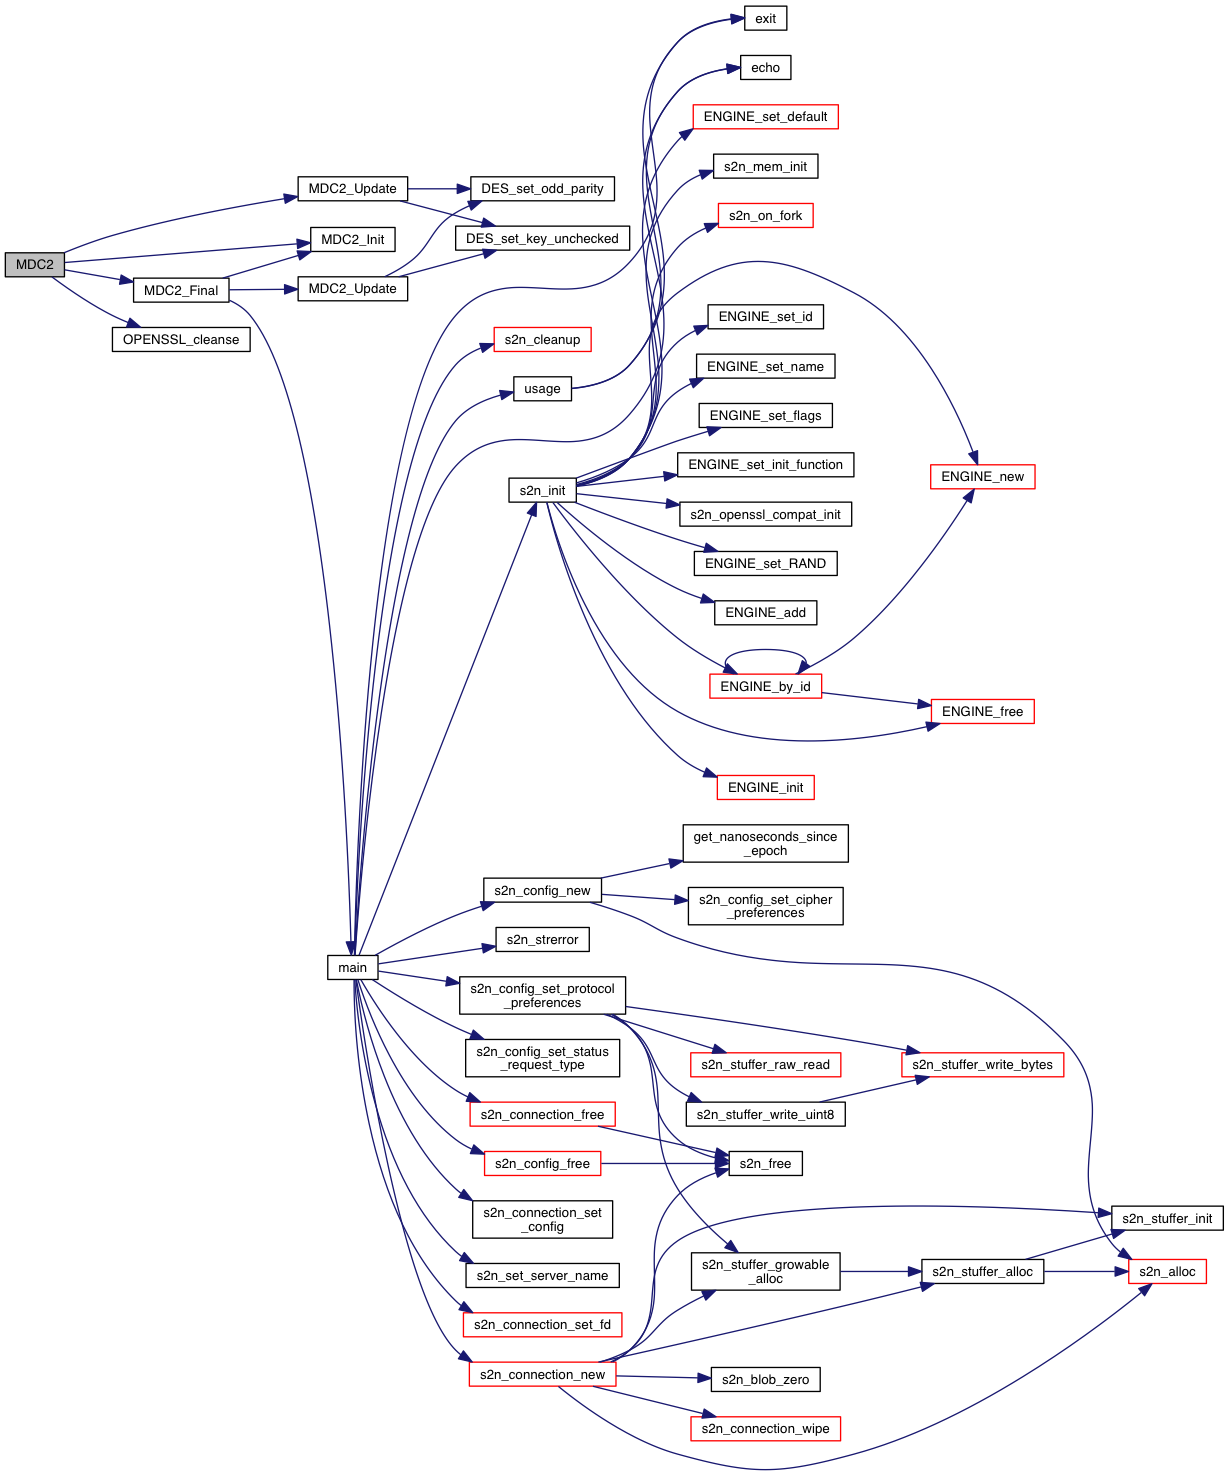 exit
echo
ENGINE_set_default
s2n_mem_init
MDC2_Update
DES_set_odd_parity
s2n_on_fork
MDC2_Init
DES_set_key_unchecked
MDC2
MDC2_Final
MDC2_Update
ENGINE_set_id
OPENSSL_cleanse
s2n_cleanup
ENGINE_set_name
usage
ENGINE_set_flags
ENGINE_set_init_function
ENGINE_new
s2n_init
s2n_openssl_compat_init
ENGINE_set_RAND
ENGINE_add
ENGINE_by_id
ENGINE_free
ENGINE_init
get_nanoseconds_since
_epoch
s2n_config_new
s2n_config_set_cipher
_preferences
s2n_strerror
main
s2n_config_set_protocol
_preferences
s2n_config_set_status
_request_type
s2n_stuffer_raw_read
s2n_stuffer_write_bytes
s2n_connection_free
s2n_stuffer_write_uint8
s2n_config_free
s2n_free
s2n_connection_set
_config
s2n_stuffer_init
s2n_set_server_name
s2n_stuffer_growable
_alloc
s2n_stuffer_alloc
s2n_alloc
s2n_connection_set_fd
s2n_connection_new
s2n_blob_zero
s2n_connection_wipe